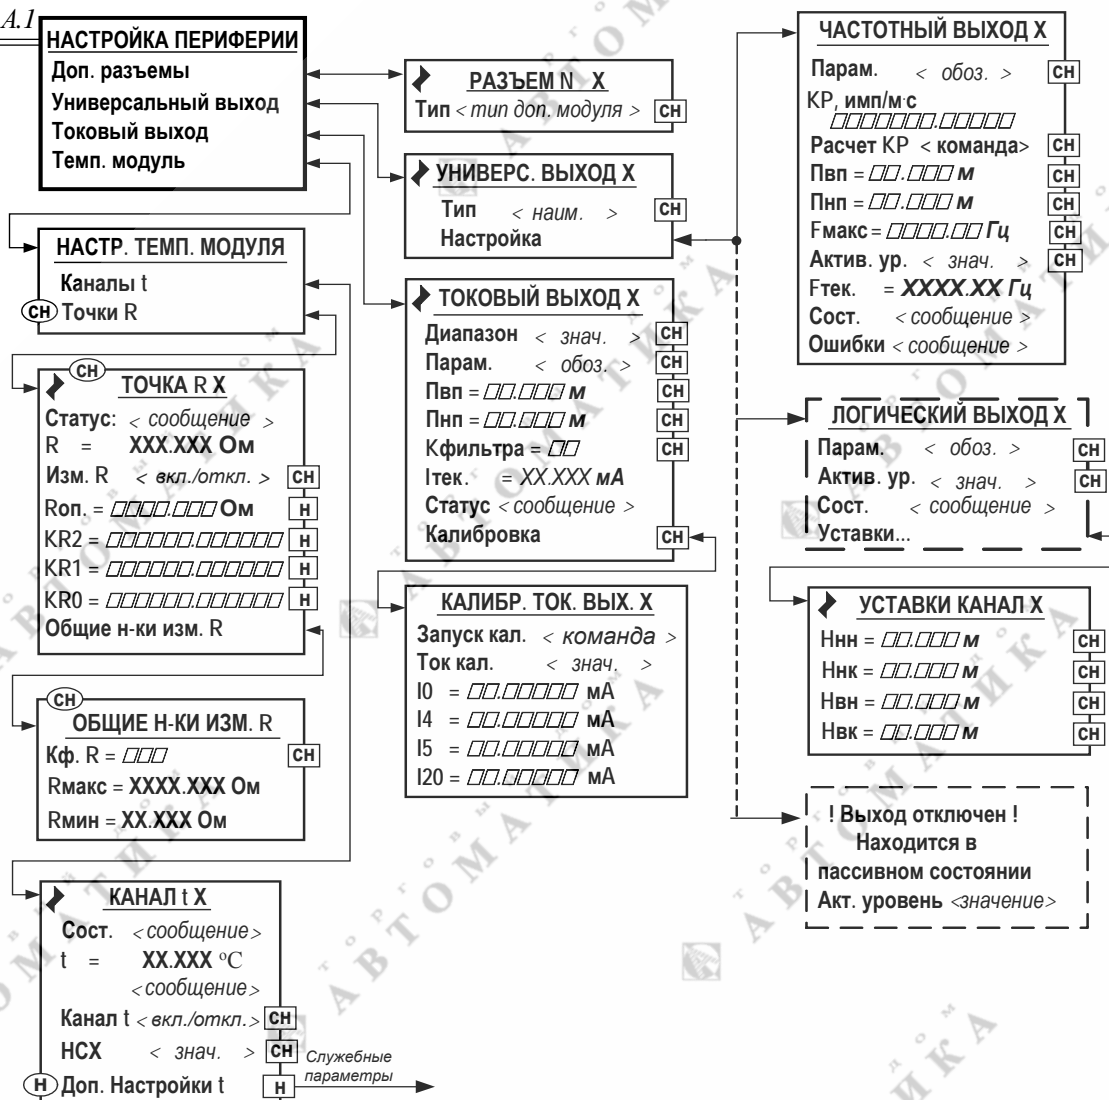 А.1
НАСТРОЙКА ПЕРИФЕРИИ
Доп. разъемы
Универсальный выход
Токовый выход
Темп. модуль
НАСТР. ТЕМП. МОДУЛЯ
Каналы t
СН Точки R
СН
ТОЧКА R X
Статус: < сообщение >
R = XXX.XXX Ом
Изм. R < вкл./откл. > СН
Rоп. = □□□□.□□□ Ом Н
KR2 = □□□□□□.□□□□□□ Н
KR1 = □□□□□□.□□□□□□ Н
KR0 = □□□□□□.□□□□□□ Н
Общие н-ки изм. R
СН
ОБЩИЕ Н-КИ ИЗМ. R
Кф. R = □□□ СН
Rмакс = XXXX.XXX Ом
Rмин = XX.XXX Ом
КАНАЛ t X
Сост. < сообщение >
t = XX.XXX °C
< сообщение >
Канал t < вкл./откл. > СН
НСХ < знач. > СН
Н Доп. Настройки t Н
Служебные
параметры
РАЗЪЕМ N X
Тип < тип доп. модуля > СН
УНИВЕРС. ВЫХОД X
Тип < наим. > СН
Настройка
ТОКОВЫЙ ВЫХОД X
Диапазон < знач. > СН
Парам. < обоз. > СН
Пвп = □□.□□□ м СН
Пнп = □□.□□□ м СН
Кфильтра = □□ СН
Iтек. = XX.XXX мА
Статус < сообщение >
Калибровка СН
КАЛИБР. ТОК. ВЫХ. X
Запуск кал. < команда >
Ток кал. < знач. >
I0 = □□.□□□□□ мА
I4 = □□.□□□□□ мА
I5 = □□.□□□□□ мА
I20 = □□.□□□□□ мА
ЧАСТОТНЫЙ ВЫХОД X
Парам. < обоз. > СН
КР, имп/м·с
□□□□□□□.□□□□□
Расчет КР < команда> СН
Пвп = □□.□□□ м СН
Пнп = □□.□□□ м СН
Fмакс = □□□□.□□ Гц СН
Актив. ур. < знач. > СН
Fтек. = XXXX.XX Гц
Сост. < сообщение >
Ошибки < сообщение >
ЛОГИЧЕСКИЙ ВЫХОД X
Парам. < обоз. > СН
Актив. ур. < знач. > СН
Сост. < сообщение >
Уставки...
УСТАВКИ КАНАЛ X
Ннн = □□.□□□ м СН
Ннк = □□.□□□ м СН
Нвн = □□.□□□ м СН
Нвк = □□.□□□ м СН
! Выход отключен !
Находится в
пассивном состоянии
Акт. уровень <значение>